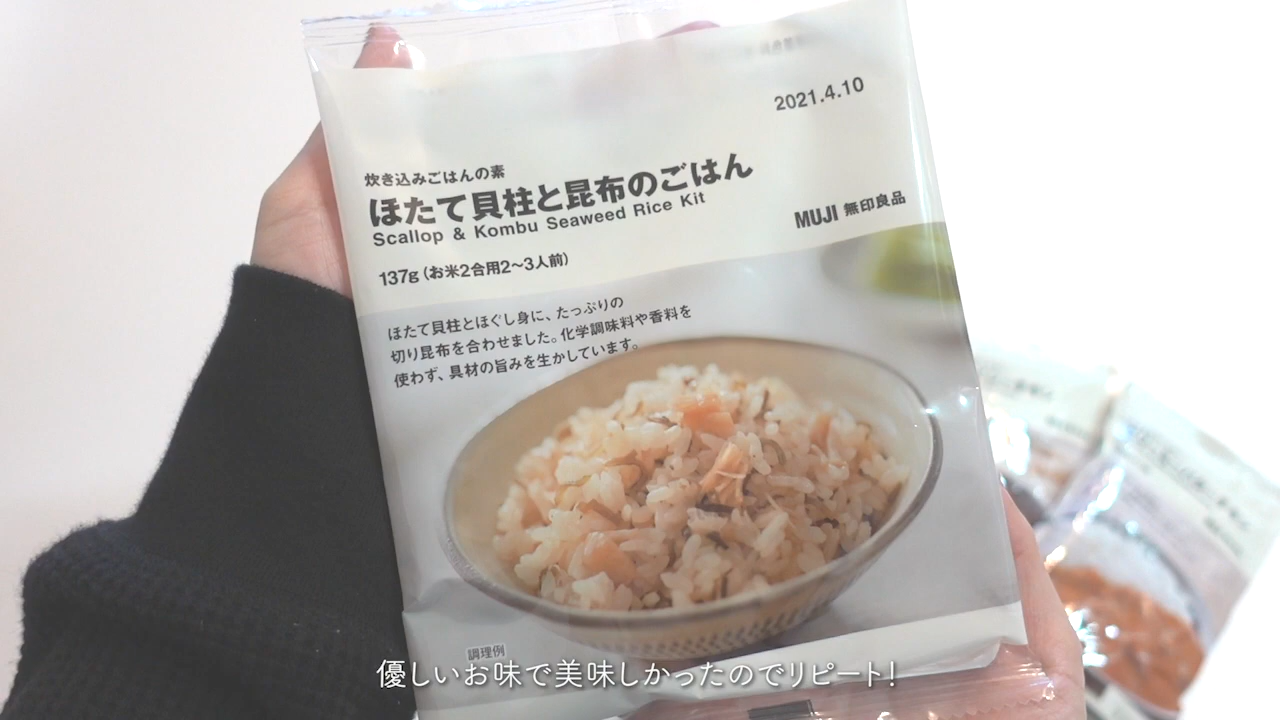 2021.4.10
炊き込みごはんの素
ほたて貝柱と昆布のごはん
Scallop & Kombu Seaweed Rice Kit
MUJI 無印良品
137g（お米2合用2〜3人前）
ほたて貝柱とほぐし身に、たっぷりの
切り昆布を合わせました。化学調味料や香料を
使わず、具材の旨みを生かしています。
調理例
優しいお味で美味しかったのでリピート！